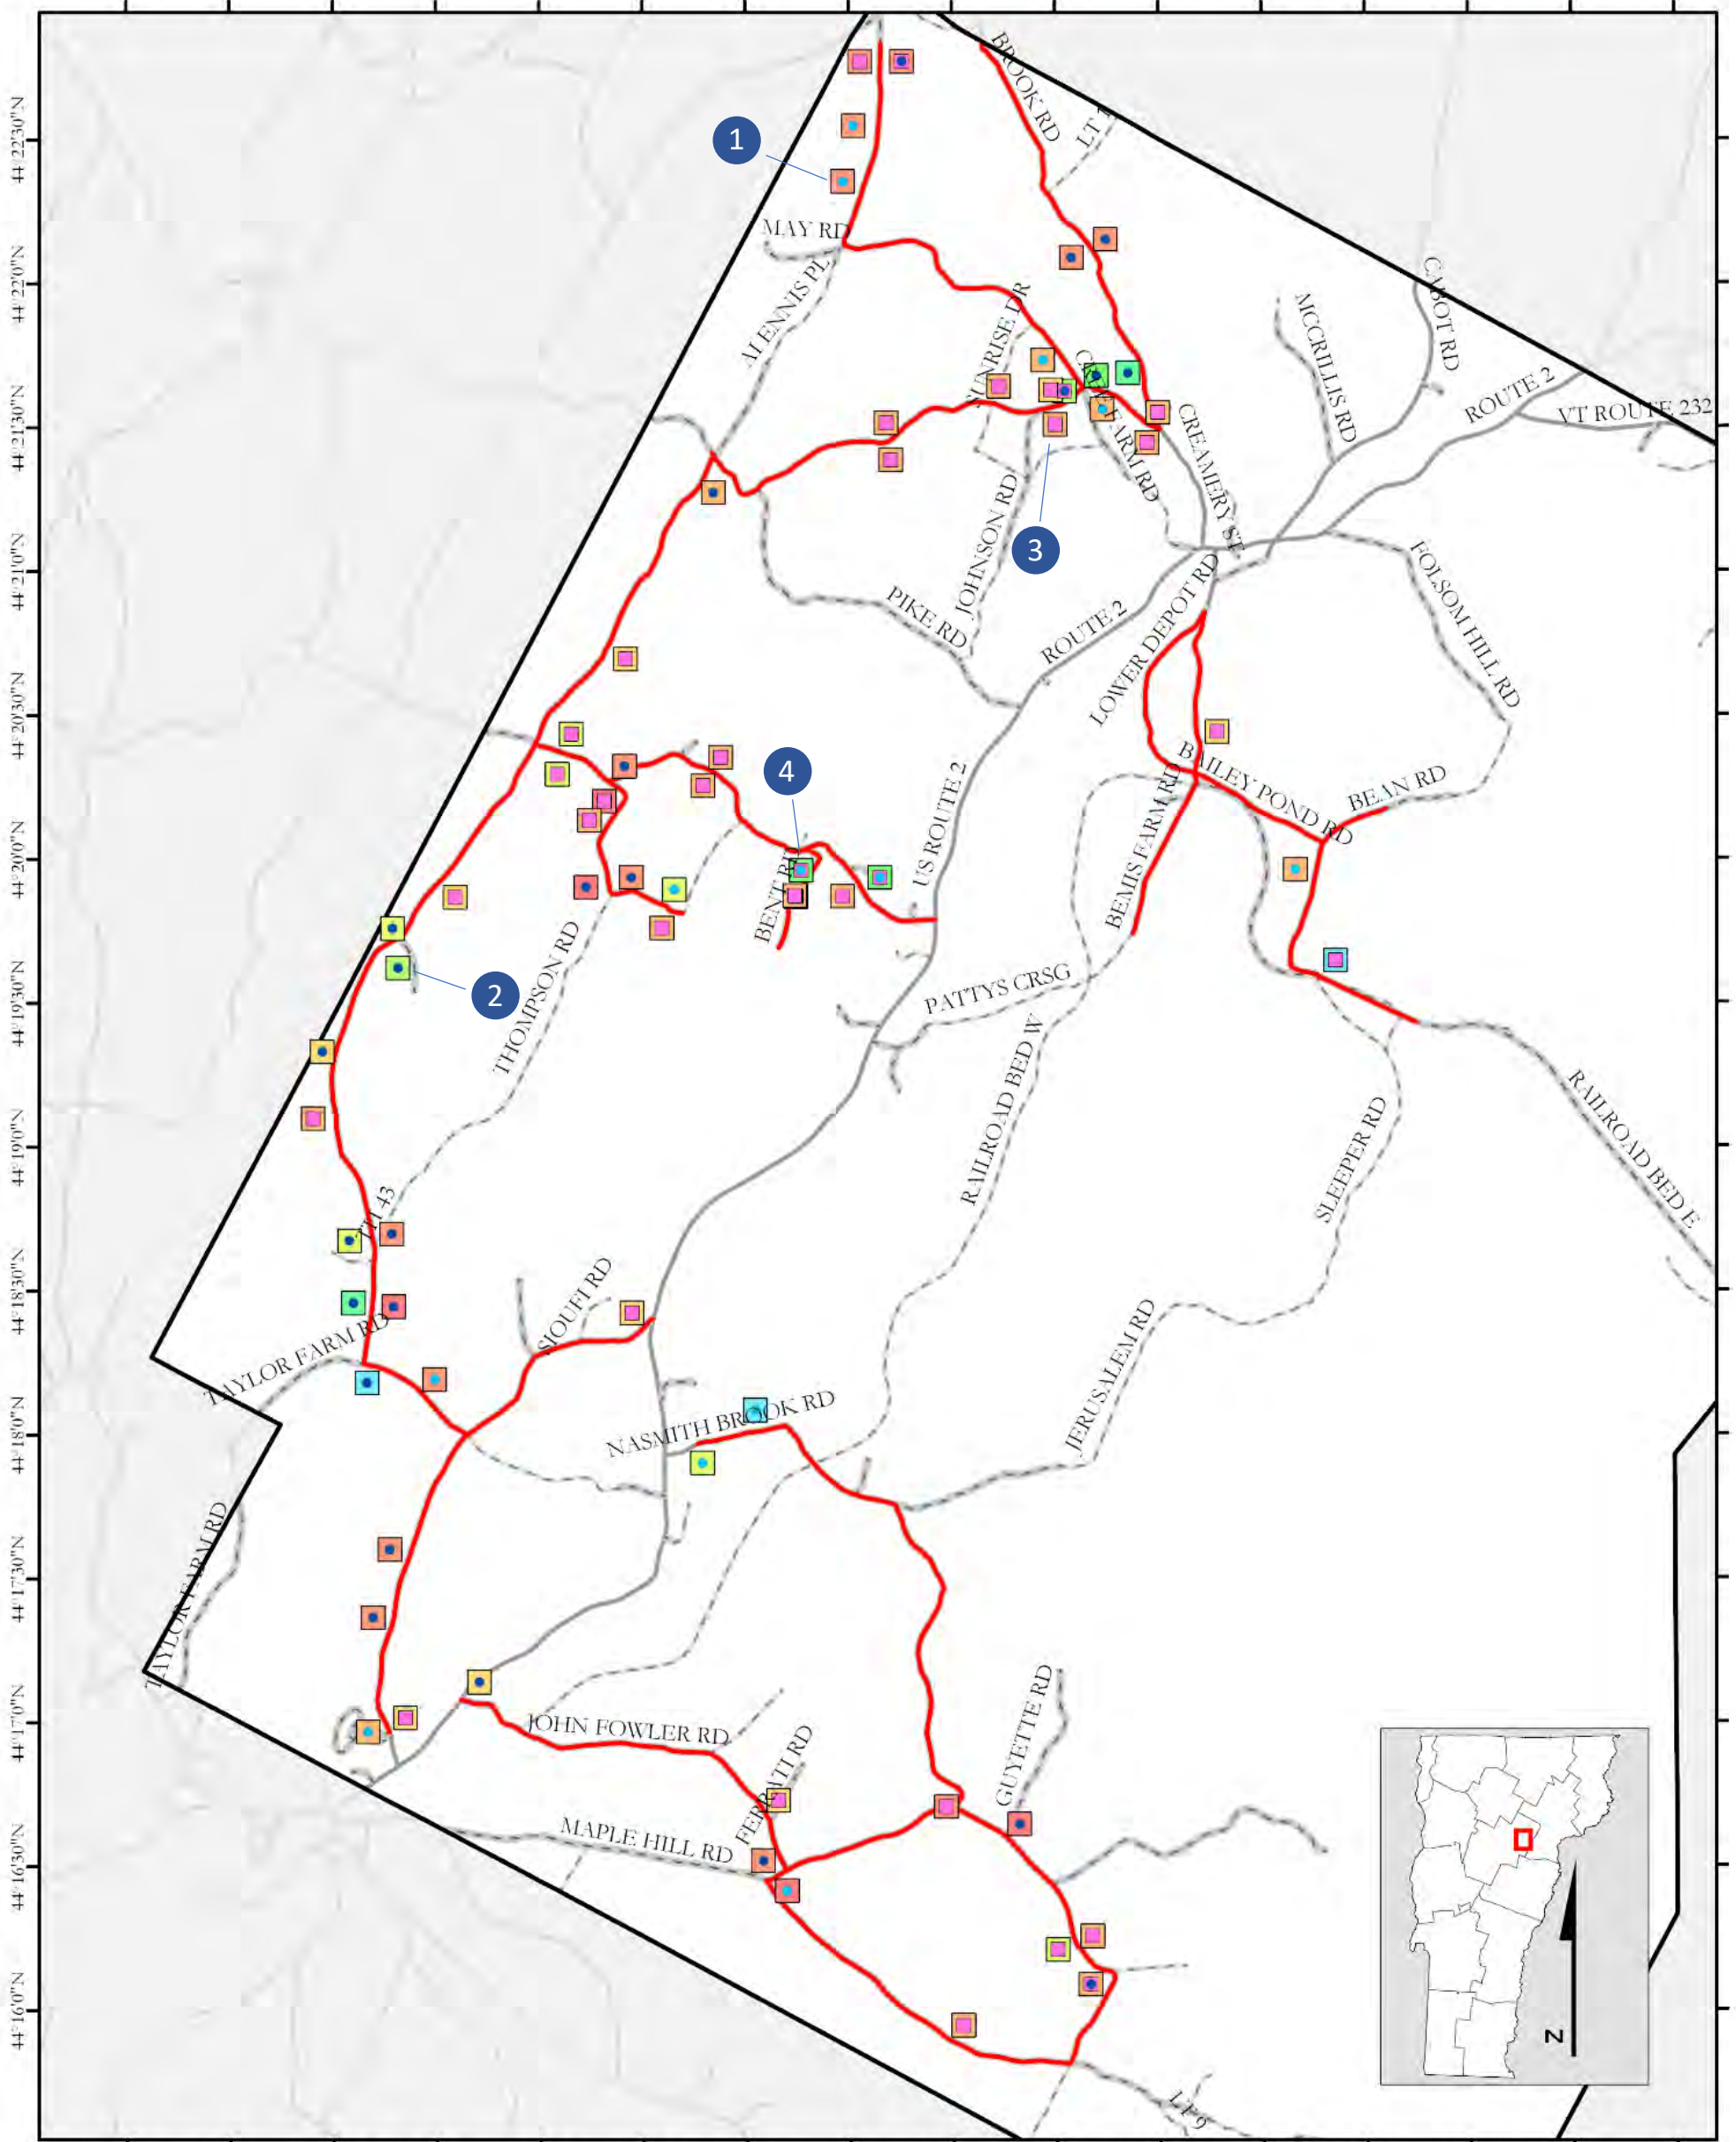 BROOK RD
LT 1
44°22'30"N
1
MAY RD
44°22'0"N
CABOT RD
AI ENNIS PL
SUNRISE DR
MCCRILLIS RD
ROUTE 2
VT ROUTE 232
44°21'30"N
FARM RD
CREAMERY ST
JOHNSON RD
3
44°21'0"N
FOLSOM HILL RD
PIKE RD
ROUTE 2
LOWER DEPOT RD
44°20'30"N
4
US ROUTE 2
BAILEY POND RD
BEAN RD
BEMIS FARM RD
44°20'0"N
BENT RD
THOMPSON RD
2
44°19'30"N
PATTYS CRSG
RAILROAD BED W
RAILROAD BED E
44°19'0"N
SLEEPER RD
TH 43
44°18'30"N
SIOUFI RD
TAYLOR FARM RD
JERUSALEM RD
NASMITH BROOK RD
44°18'0"N
TAYLOR FARM RD
44°17'30"N
44°17'0"N
JOHN FOWLER RD
GUYETTE RD
FERRATI RD
MAPLE HILL RD
44°16'30"N
44°16'0"N
N
LT 9